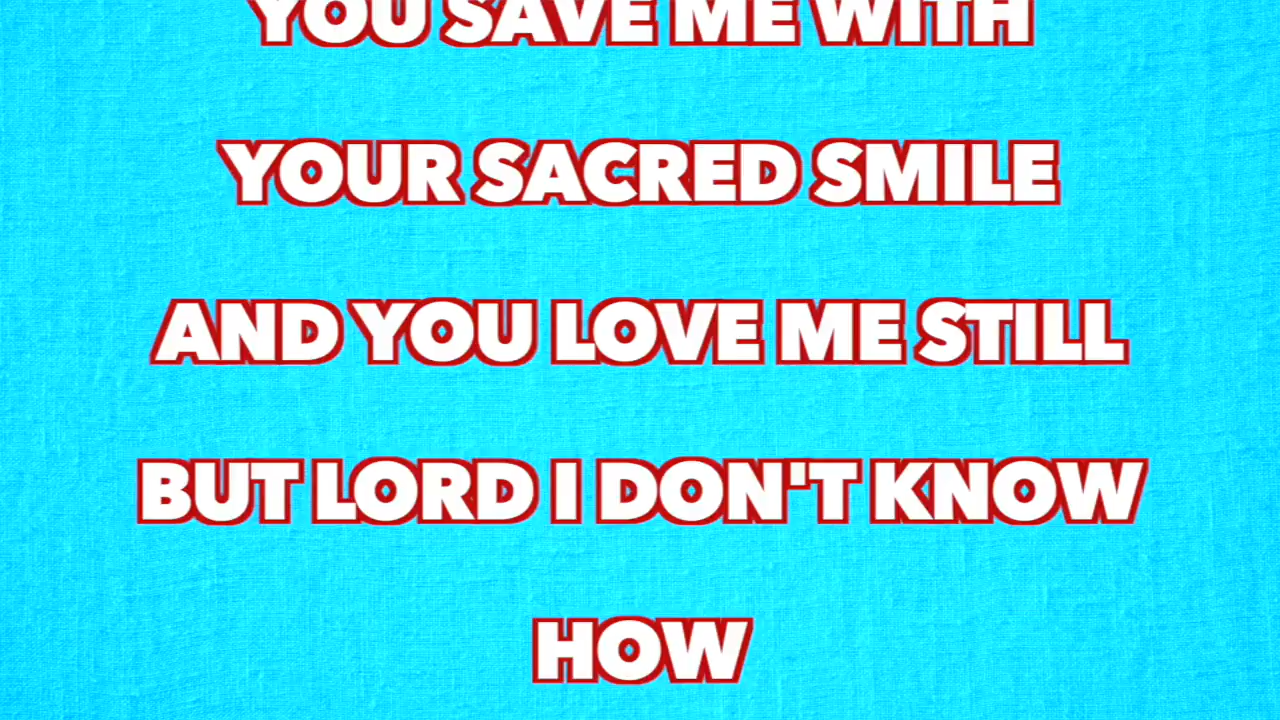 YOU SAVE ME WITH
YOUR SACRED SMILE
AND YOU LOVE ME STILL
BUT LORD I DON'T KNOW
HOW